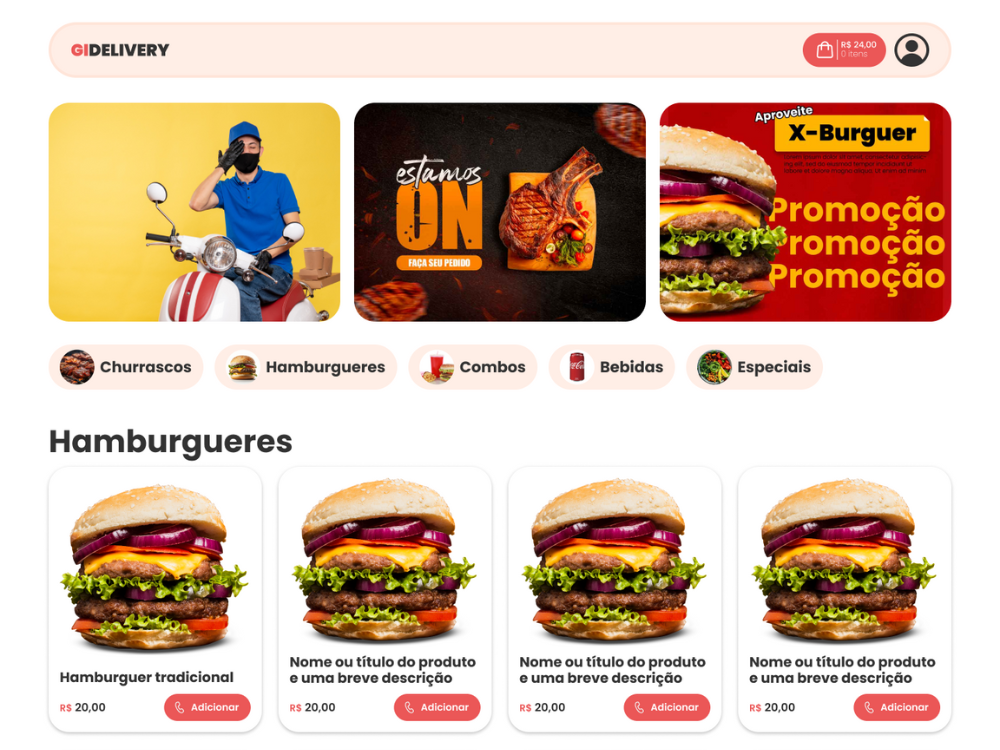 GIDELIVERY
R$ 24,00
0 itens
estamos
ON
FAÇA SEU PEDIDO
Aproveite
X-Burguer
Promoção
Promoção
Promoção
Churrascos
Hamburgueres
Combos
Bebidas
Especiais
Hamburgueres
Hamburguer tradicional
R$ 20,00
Adicionar
Nome ou título do produto
e uma breve descrição
R$ 20,00
Adicionar
Nome ou título do produto
e uma breve descrição
R$ 20,00
Adicionar
Nome ou título do produto
e uma breve descrição
R$ 20,00
Adicionar